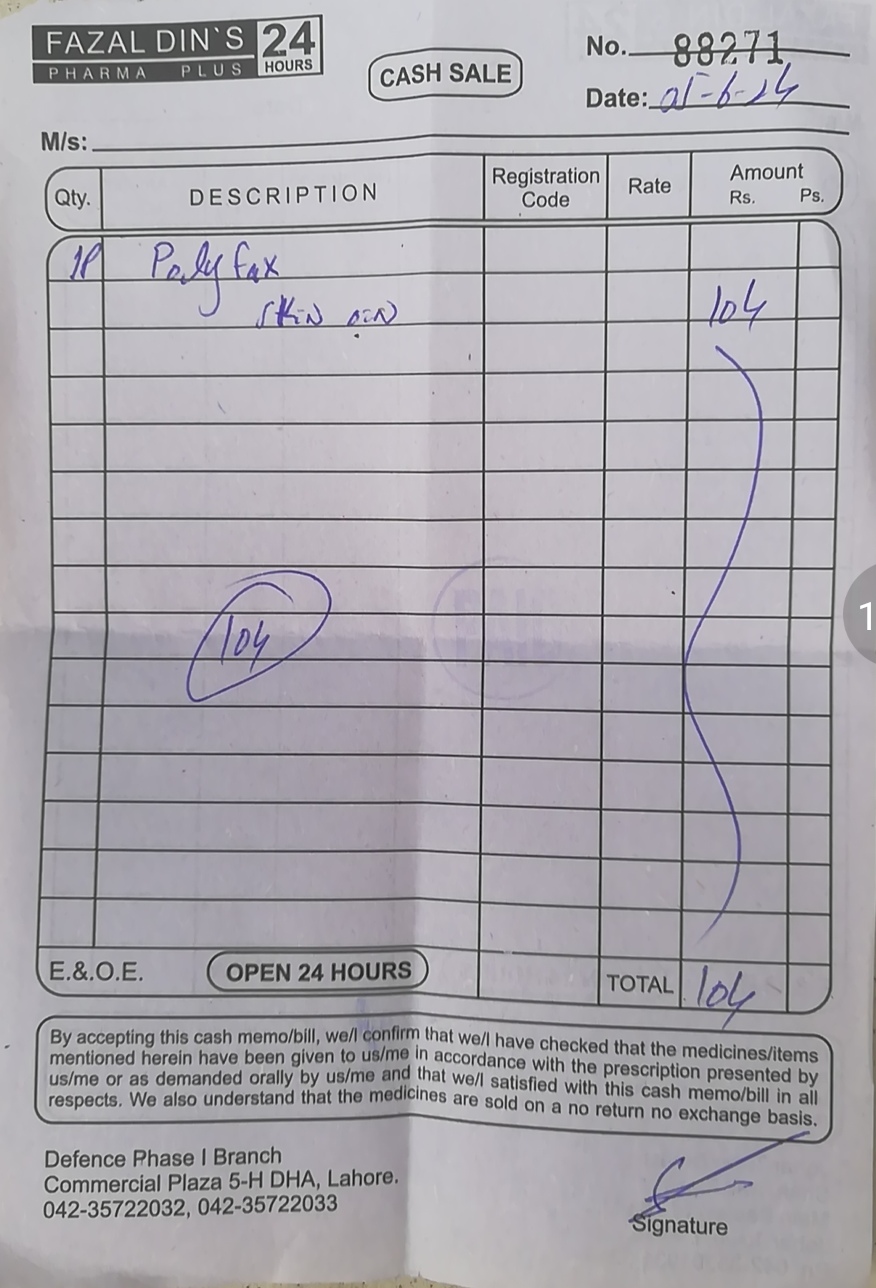 FAZAL DIN`S 24
PHARMA PLUS HOURS
CASH SALE
No. 88271
Date: 05-6-24
M/s:
Qty. DESCRIPTION Registration Code Rate Amount Rs. Ps.
1P Polyfax
skin oin 104
104
E.&.O.E. OPEN 24 HOURS TOTAL 104
By accepting this cash memo/bill, we/I confirm that we/I have checked that the medicines/items
mentioned herein have been given to us/me in accordance with the prescription presented by
us/me or as demanded orally by us/me and that we/I satisfied with this cash memo/bill in all
respects. We also understand that the medicines are sold on a no return no exchange basis.
Defence Phase I Branch
Commercial Plaza 5-H DHA, Lahore.
042-35722032, 042-35722033
Signature
1